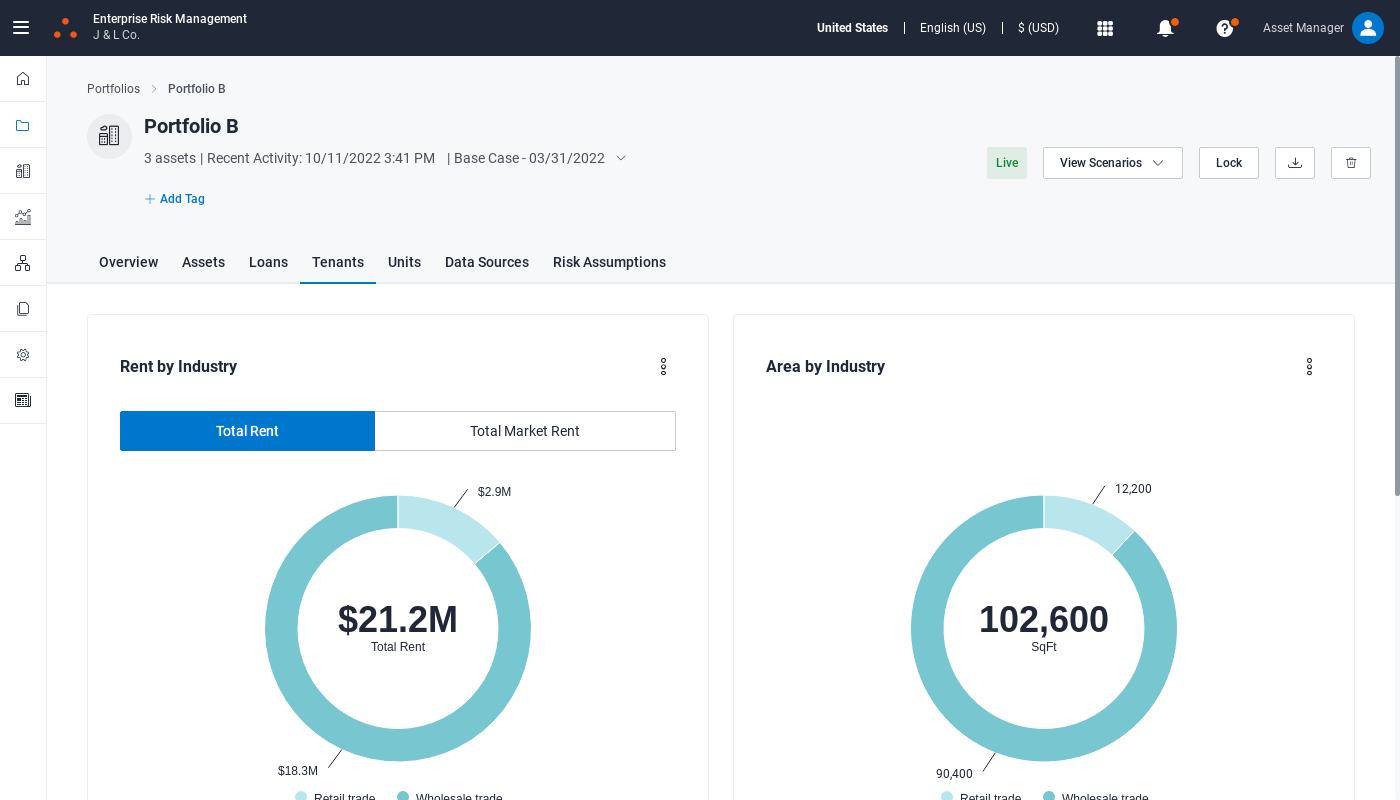 Enterprise Risk Management
J & L Co.
United States | English (US) | $ (USD)
Asset Manager
Portfolios > Portfolio B
Portfolio B
3 assets | Recent Activity: 10/11/2022 3:41 PM | Base Case - 03/31/2022
Live
View Scenarios
Lock
+ Add Tag
Overview Assets Loans Tenants Units Data Sources Risk Assumptions
Rent by Industry
Total Rent
Total Market Rent
$2.9M
$21.2M
Total Rent
$18.3M
Retail trade Wholesale trade
Area by Industry
12,200
102,600
SqFt
90,400
Retail trade Wholesale trade